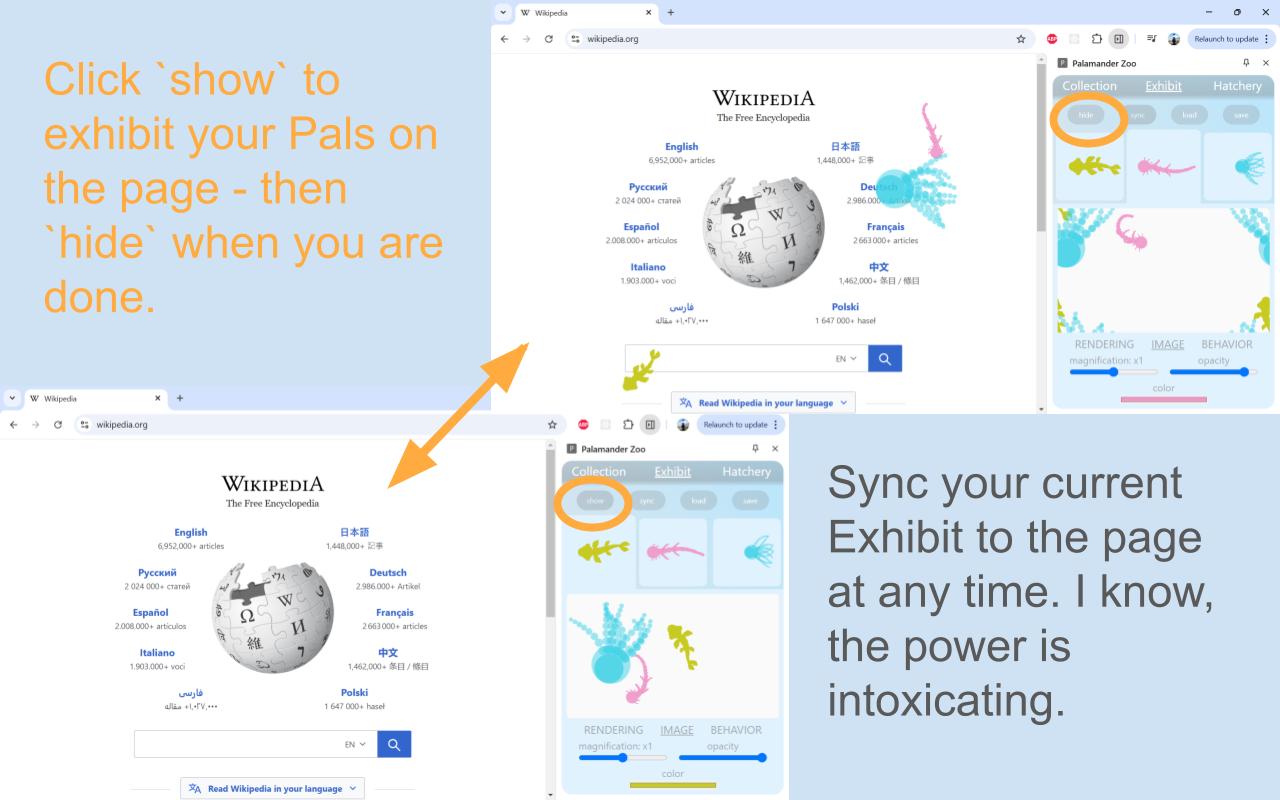 Click `show` to
exhibit your Pals on
the page - then
`hide` when you are
done.
Wikipedia
wikipedia.org
ABP
Relaunch to update
WIKIPEDIA
The Free Encyclopedia
English
6,952,000+ articles
日本語
1,448,000+ 記事
Русский
2 024 000+ статей
Deutsch
2.986.000+ Artikel
Español
2.008.000+ artículos
Français
2 663 000+ articles
Italiano
1.903.000+ voci
中文
1,462,000+ 条目 / 條目
فارسی
۱٬۰۲۷٬۰۰۰+ مقاله
Polski
1 647 000+ haseł
EN
Read Wikipedia in your language
P Palamander Zoo
Collection Exhibit Hatchery
hide sync load save
RENDERING IMAGE BEHAVIOR
magnification: x1 opacity
color
Wikipedia
wikipedia.org
ABP
Relaunch to update
WIKIPEDIA
The Free Encyclopedia
English
6,952,000+ articles
日本語
1,448,000+ 記事
Русский
2 024 000+ статей
Deutsch
2.986.000+ Artikel
Español
2.008.000+ artículos
Français
2 663 000+ articles
Italiano
1.903.000+ voci
中文
1,462,000+ 条目 / 條目
فارسی
۱٬۰۲۷٬۰۰۰+ مقاله
Polski
1 647 000+ haseł
EN
Read Wikipedia in your language
P Palamander Zoo
Collection Exhibit Hatchery
show sync load save
RENDERING IMAGE BEHAVIOR
magnification: x1 opacity
color
Sync your current
Exhibit to the page
at any time. I know,
the power is
intoxicating.